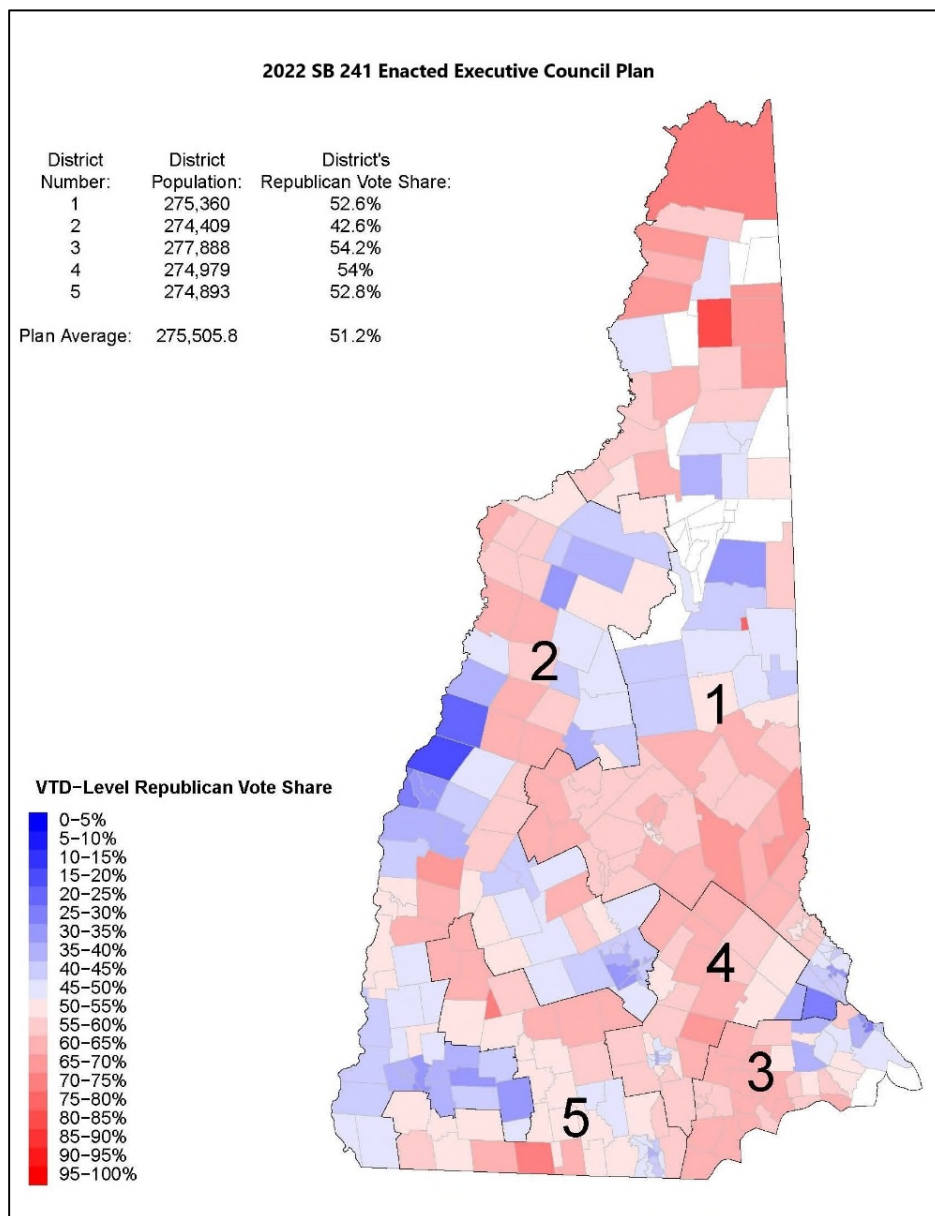 2022 SB 241 Enacted Executive Council Plan
District District District's
Number: Population: Republican Vote Share:
1 275,360 52.6%
2 274,409 42.6%
3 277,888 54.2%
4 274,979 54%
5 274,893 52.8%
Plan Average: 275,505.8 51.2%
2
1
VTD-Level Republican Vote Share
0-5%
5-10%
10-15%
15-20%
20-25%
25-30%
30-35%
35-40%
40-45%
45-50%
50-55%
55-60%
60-65%
65-70%
70-75%
75-80%
80-85%
85-90%
90-95%
95-100%
4
3
5